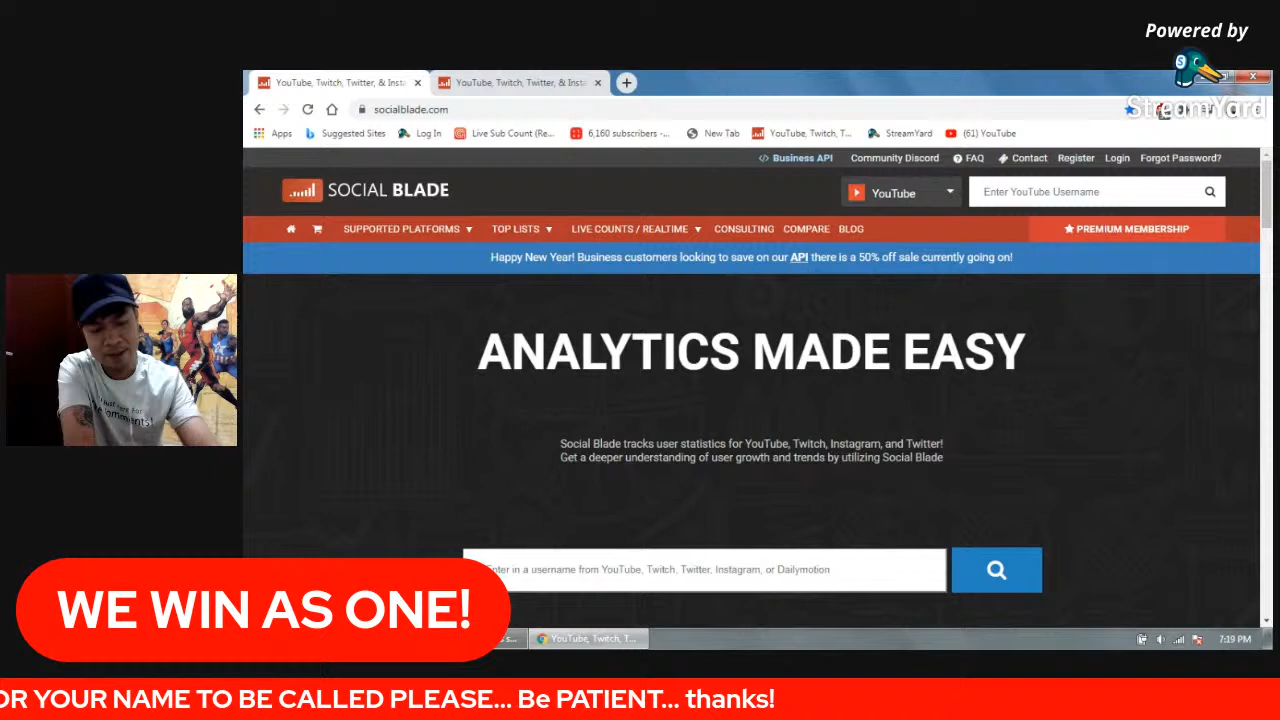 Powered by
StreamYard
YouTube, Twitch, Twitter, & Insta
YouTube, Twitch, Twitter, & Insta
socialblade.com
Apps
Suggested Sites
Log In
Live Sub Count (Re...
6,160 subscribers -...
New Tab
YouTube, Twitch, T...
StreamYard
(61) YouTube
Business API
Community Discord
FAQ
Contact
Register
Login
Forgot Password?
SOCIAL BLADE
YouTube
Enter YouTube Username
SUPPORTED PLATFORMS
TOP LISTS
LIVE COUNTS / REALTIME
CONSULTING
COMPARE
BLOG
PREMIUM MEMBERSHIP
Happy New Year! Business customers looking to save on our API there is a 50% off sale currently going on!
ANALYTICS MADE EASY
Social Blade tracks user statistics for YouTube, Twitch, Instagram, and Twitter!
Get a deeper understanding of user growth and trends by utilizing Social Blade
Enter in a username from YouTube, Twitch, Twitter, Instagram, or Dailymotion
WE WIN AS ONE!
s...
YouTube, Twitch, T...
7:19 PM
OR YOUR NAME TO BE CALLED PLEASE... Be PATIENT... thanks!